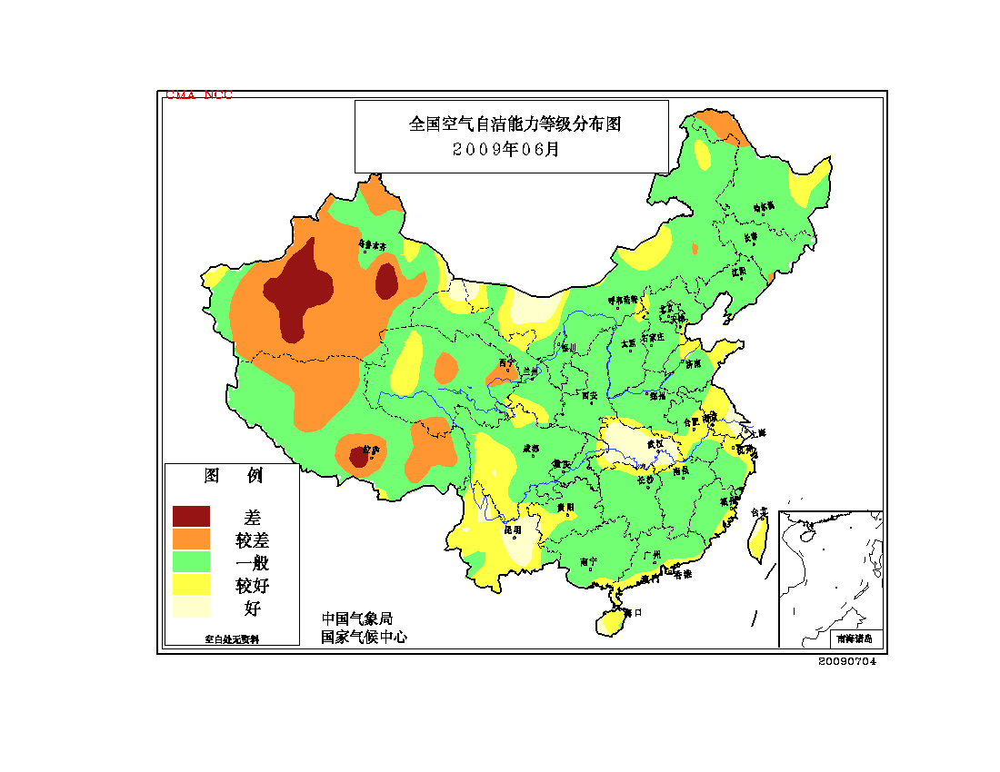 CMA NCC
全国空气自洁能力等级分布图
2009年06月
哈尔滨
长春
乌鲁木齐
沈阳
呼和浩特
北京
天津
银川
太原
石家庄
西宁
兰州
济南
西安
郑州
合肥
南京
上海
拉萨
成都
武汉
杭州
重庆
长沙
南昌
贵阳
福州
台北
昆明
南宁
广州
澳门
香港
海口
图 例
差
较差
一般
较好
好
空白处无资料
中国气象局
国家气候中心
南海诸岛
20090704